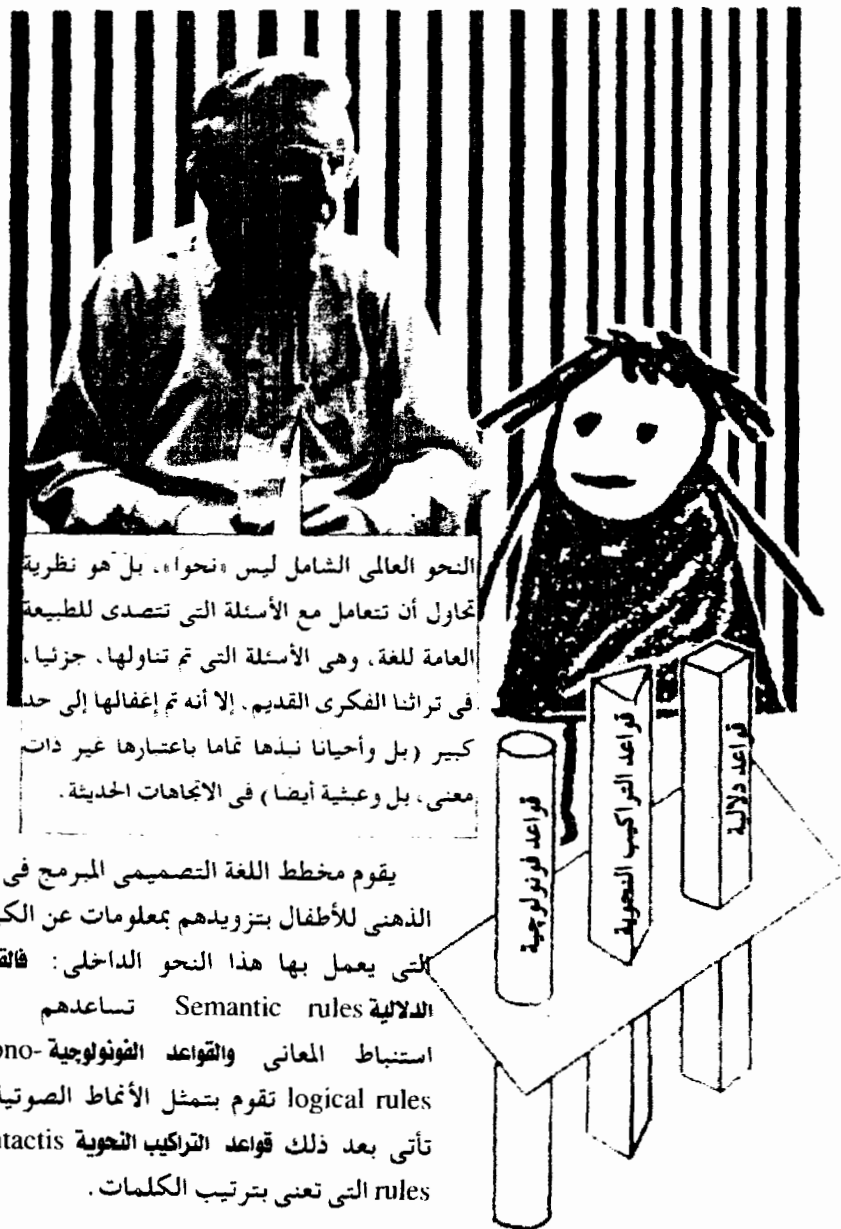 النحو العالمى الشامل ليس «نحوا»، بل هو نظرية
تحاول أن تتعامل مع الأسئلة التى تتصدى للطبيعة
العامة للغة، وهى الأسئلة التى تم تناولها، جزئيا،
فى تراثنا الفكرى القديم. إلا أنه تم إغفالها إلى حد
كبير (بل وأحيانا نبذها تماما باعتبارها غير ذات
معنى، بل وعبثية أيضا) فى الاتجاهات الحديثة.
قواعد فونولوجية
قواعد التراكيب النحوية
قواعد دلالية
يقوم مخطط اللغة التصميمى المبرمج فى
الذهنى للأطفال بتزويدهم بمعلومات عن
التى يعمل بها هذا النحو الداخلى:
الدلالية Semantic rules تساعدهم
استنباط المعانى والقواعد الفونولوجية ono-
logical rules تقوم بتمثل الأنماط الصوتية
تأتى بعد ذلك قواعد التراكيب النحوية ntactis
rules التى تعنى بترتيب الكلمات.